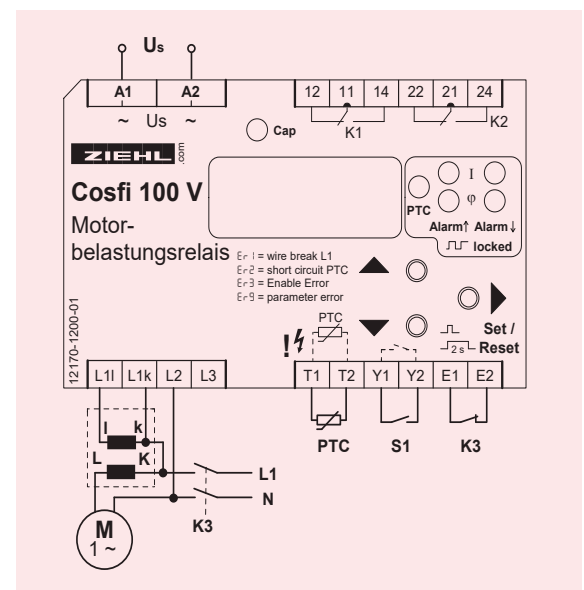 Us
A1 A2 12 11 14 22 21 24
~ Us ~
K1 K2
Cap
ZIEHL.com
I
φ
PTC
Cosfi 100 V
Motor-
belastungsrelais
Alarm↑ Alarm↓
locked
Er1 = wire break L1
Er2 = short circuit PTC
Er3 = Enable Error
Er9 = parameter error
12170-1200-01
PTC
Set /
2 s Reset
!
L1l L1k L2 L3 T1 T2 Y1 Y2 E1 E2
l k
L K
PTC S1 K3
L1
N
K3
M
1 ~